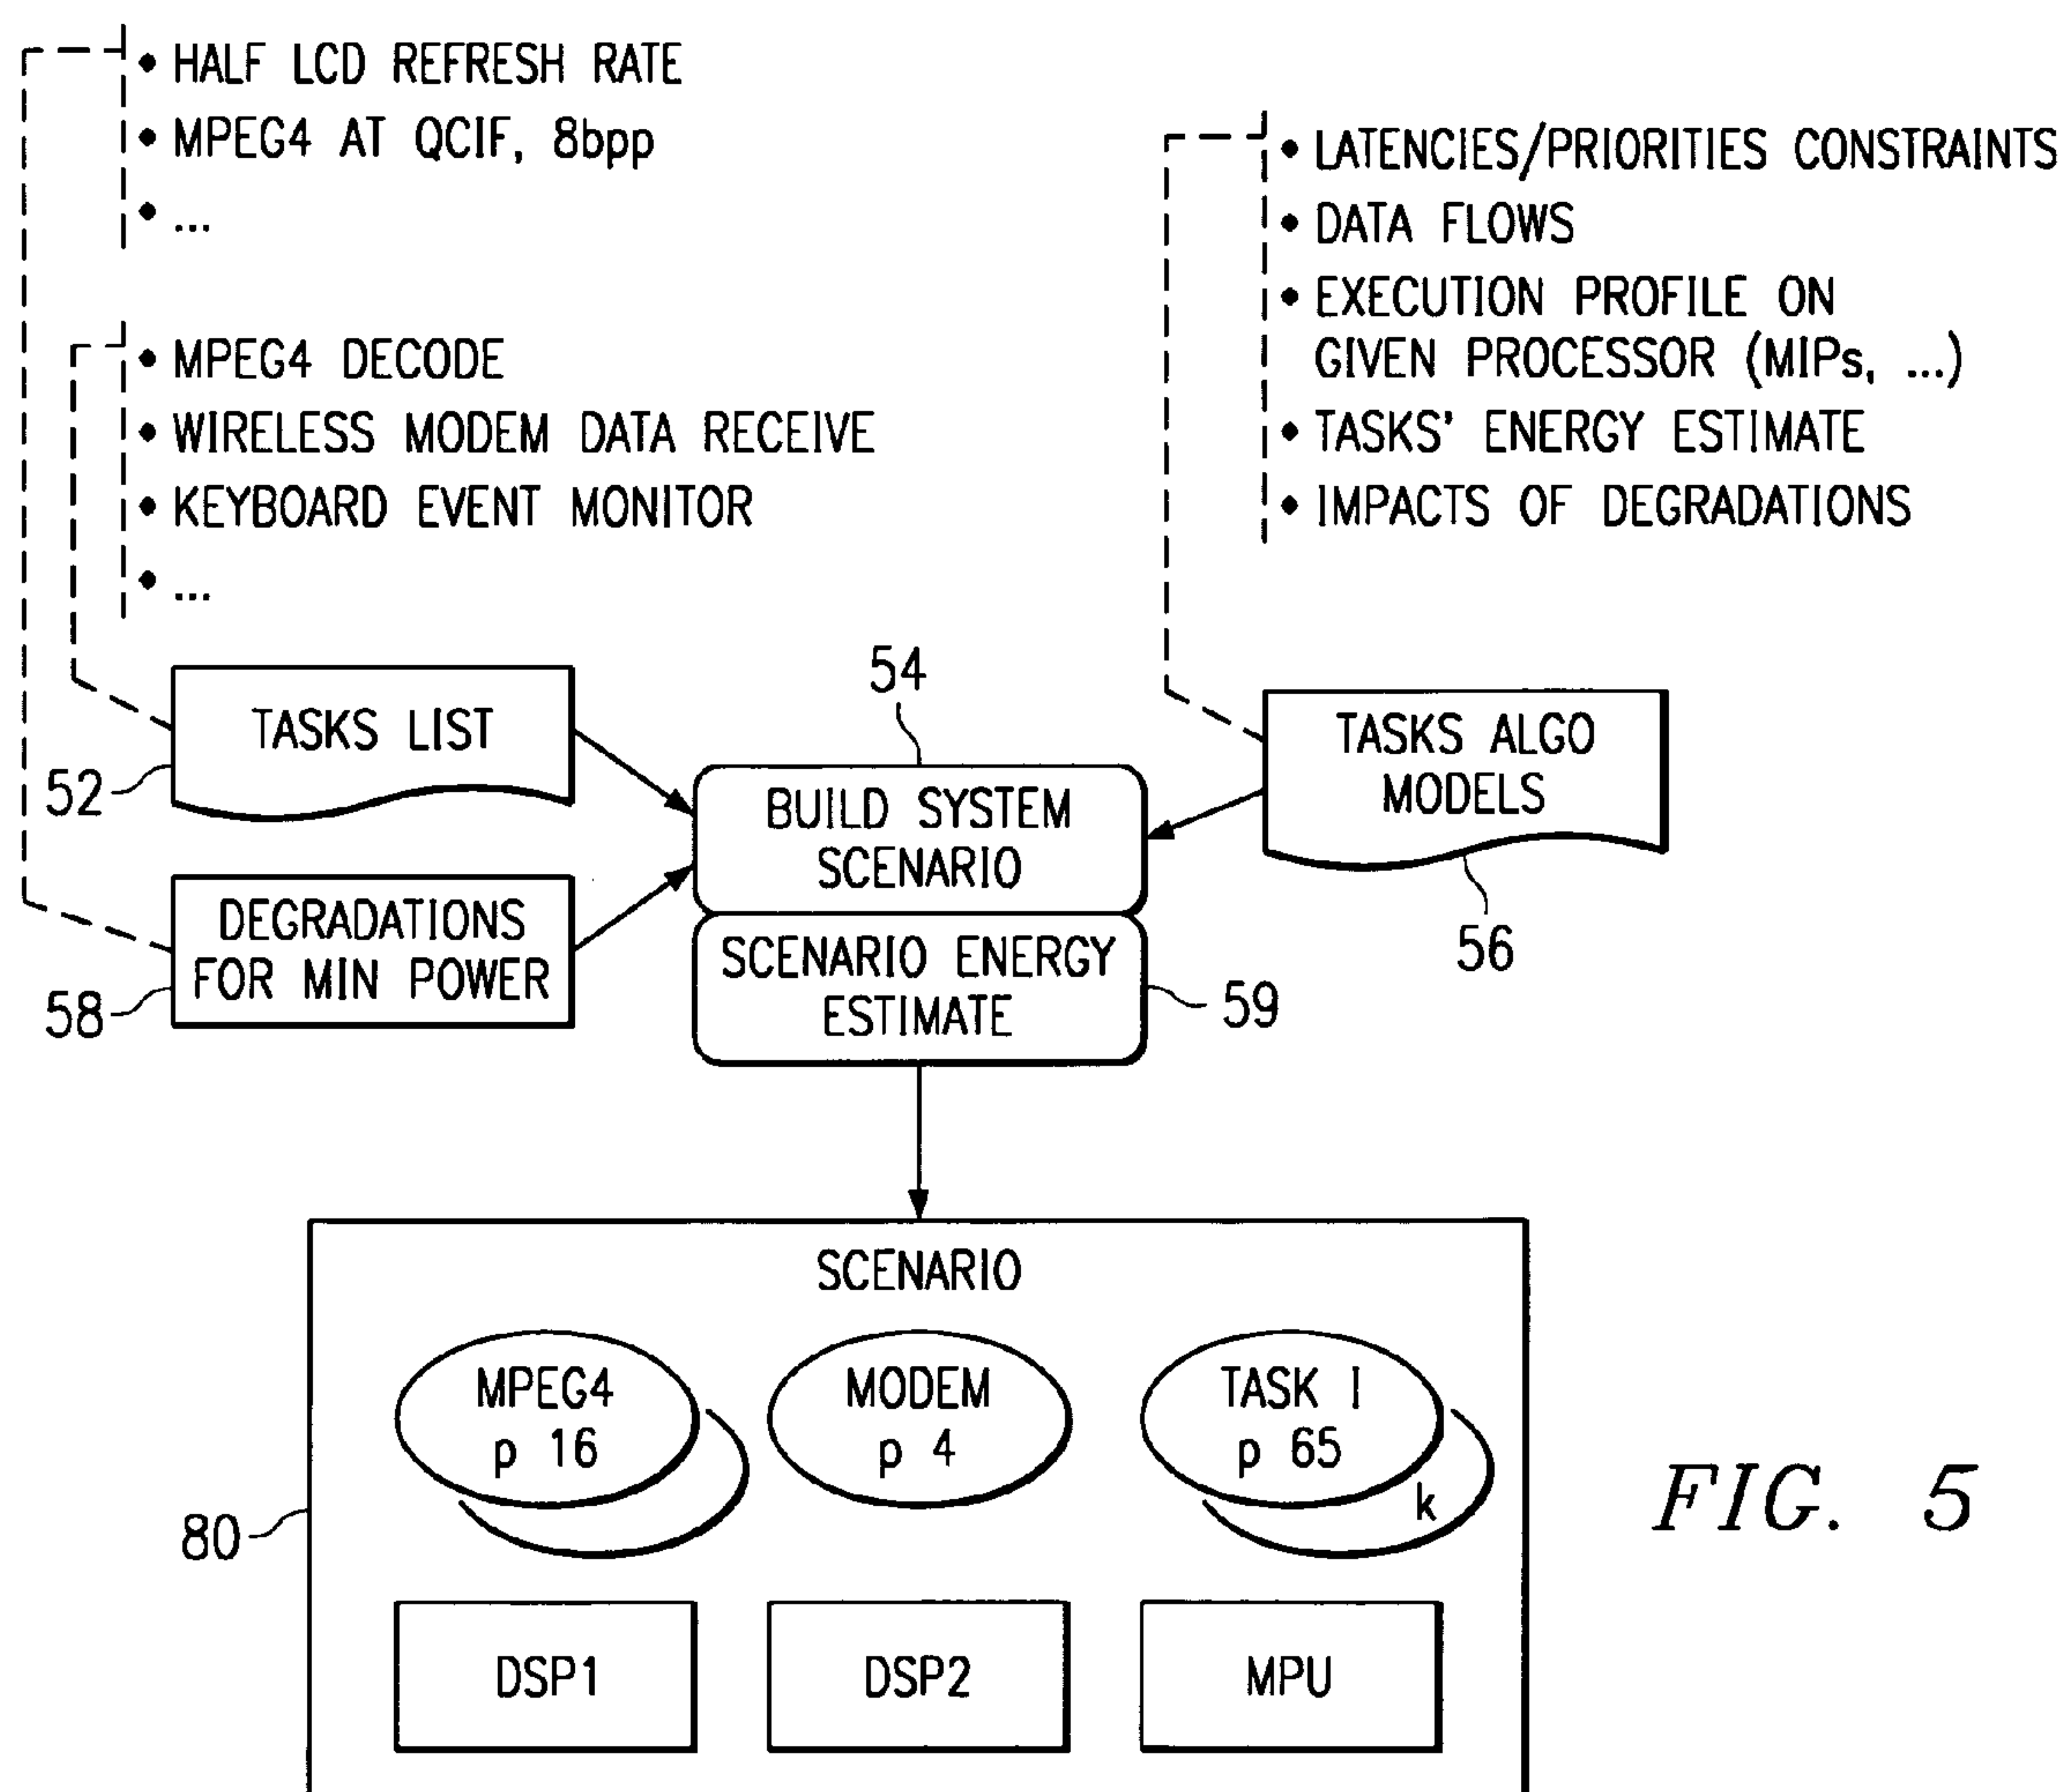 • HALF LCD REFRESH RATE
• MPEG4 AT QCIF, 8bpp
• ...
• MPEG4 DECODE
• WIRELESS MODEM DATA RECEIVE
• KEYBOARD EVENT MONITOR
• ...
• LATENCIES/PRIORITIES CONSTRAINTS
• DATA FLOWS
• EXECUTION PROFILE ON
GIVEN PROCESSOR (MIPs, ...)
• TASKS' ENERGY ESTIMATE
• IMPACTS OF DEGRADATIONS
TASKS LIST
52
DEGRADATIONS
FOR MIN POWER
58
54
BUILD SYSTEM
SCENARIO
SCENARIO ENERGY
ESTIMATE
59
TASKS ALGO
MODELS
56
SCENARIO
MPEG4
p 16
MODEM
p 4
TASK I
p 65
k
80
DSP1
DSP2
MPU
FIG. 5